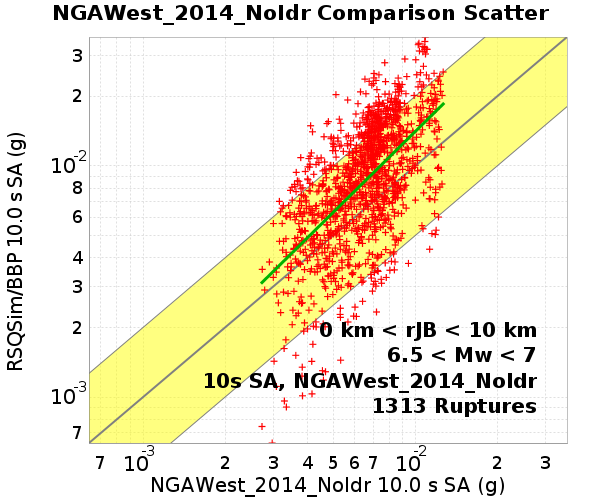 NGAWest_2014_NoIdr Comparison Scatter
RSQSim/BBP 10.0 s SA (g)
3
2
10-2
8
6
5
4
3
2
10-3
7
0 km < rJB < 10 km
6.5 < Mw < 7
10s SA, NGAWest_2014_NoIdr
1313 Ruptures
7 10-3 2 3 4 5 6 7 10-2 2 3
NGAWest_2014_NoIdr 10.0 s SA (g)